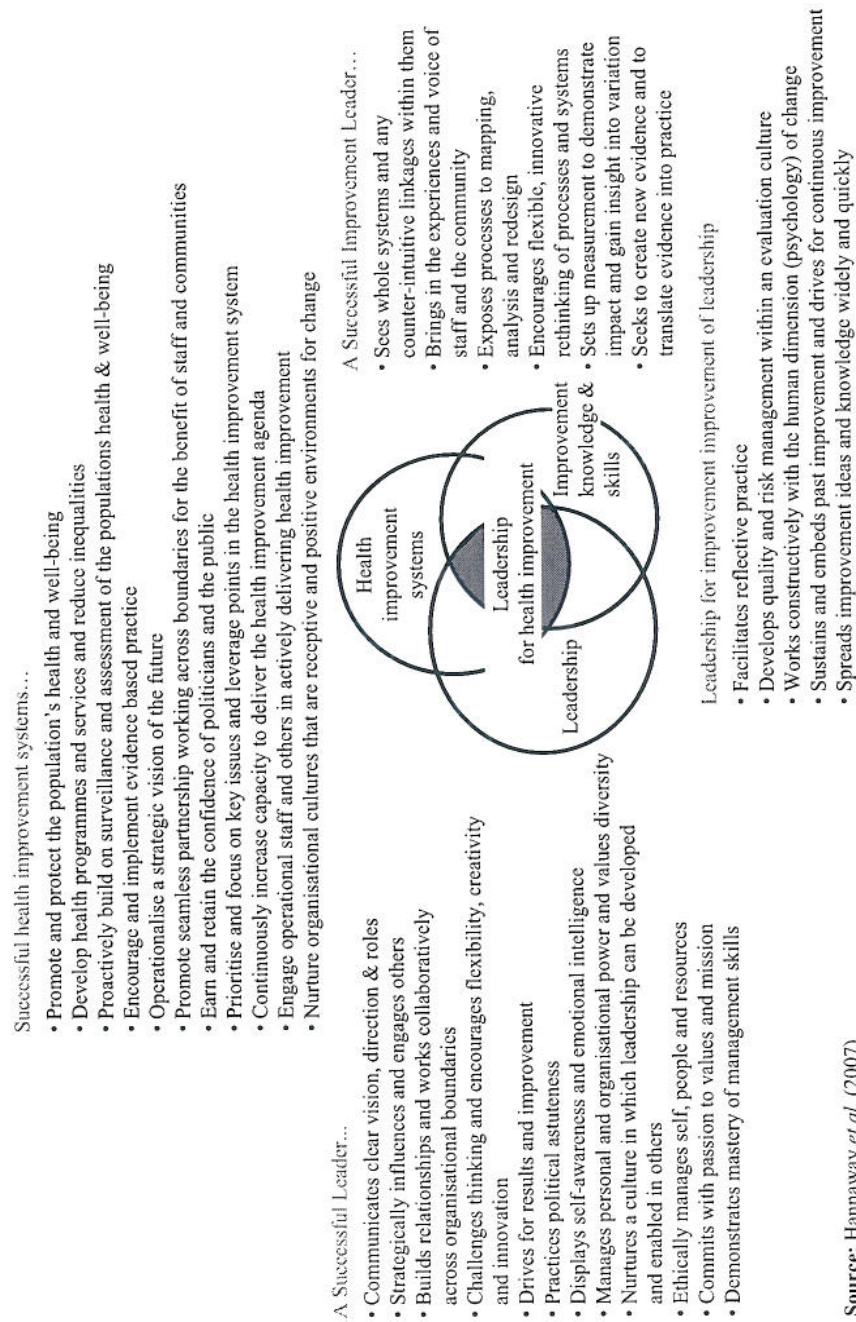 Successful health improvement systems...
• Promote and protect the population's health and well-being
• Develop health programmes and services and reduce inequalities
• Proactively build on surveillance and assessment of the populations health & well-being
• Encourage and implement evidence based practice
• Operationalise a strategic vision of the future
• Promote seamless partnership working across boundaries for the benefit of staff and communities
• Earn and retain the confidence of politicians and the public
• Prioritise and focus on key issues and leverage points in the health improvement system
• Continuously increase capacity to deliver the health improvement agenda
• Engage operational staff and others in actively delivering health improvement
• Nurture organisational cultures that are receptive and positive environments for change
A Successful Leader...
• Communicates clear vision, direction & roles
• Strategically influences and engages others
• Builds relationships and works collaboratively
across organisational boundaries
• Challenges thinking and encourages flexibility, creativity
and innovation
• Drives for results and improvement
• Practices political astuteness
• Displays self-awareness and emotional intelligence
• Manages personal and organisational power and values diversity
• Nurtures a culture in which leadership can be developed
and enabled in others
• Ethically manages self, people and resources
• Commits with passion to values and mission
• Demonstrates mastery of management skills
Health
improvement
systems
Leadership
for health improvement
Leadership
Improvement
knowledge &
skills
A Successful Improvement Leader...
• Sees whole systems and any
counter-intuitive linkages within them
• Brings in the experiences and voice of
staff and the community
• Exposes processes to mapping,
analysis and redesign
• Encourages flexible, innovative
rethinking of processes and systems
• Sets up measurement to demonstrate
impact and gain insight into variation
• Seeks to create new evidence and to
translate evidence into practice
Leadership for improvement improvement of leadership
• Facilitates reflective practice
• Develops quality and risk management within an evaluation culture
• Works constructively with the human dimension (psychology) of change
• Sustains and embeds past improvement and drives for continuous improvement
• Spreads improvement ideas and knowledge widely and quickly
Source: Hannaway et al. (2007)